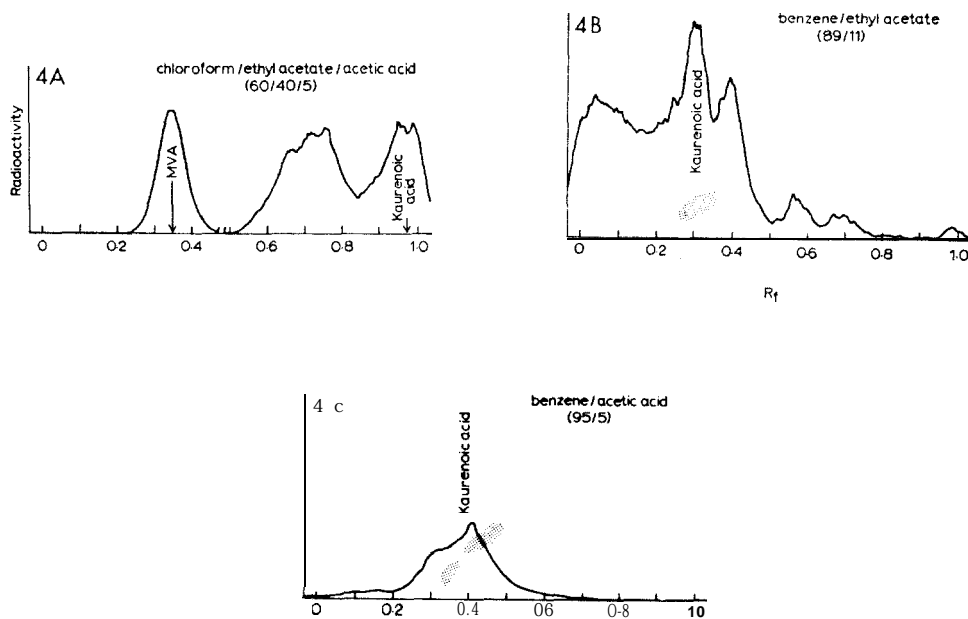 4A
chloroform/ethyl acetate/acetic acid
(60/40/5)
Radioactivity
MVA
Kaurenoic
acid
0 0·2 0·4 0·6 0·8 1·0
4B
benzene/ethyl acetate
(89/11)
Kaurenoic acid
0 0·2 0·4 0·6 0·8 1·0
Rf
4 c
benzene/acetic acid
(95/5)
Kaurenoic acid
0 0·2 0.4 06 0-8 10